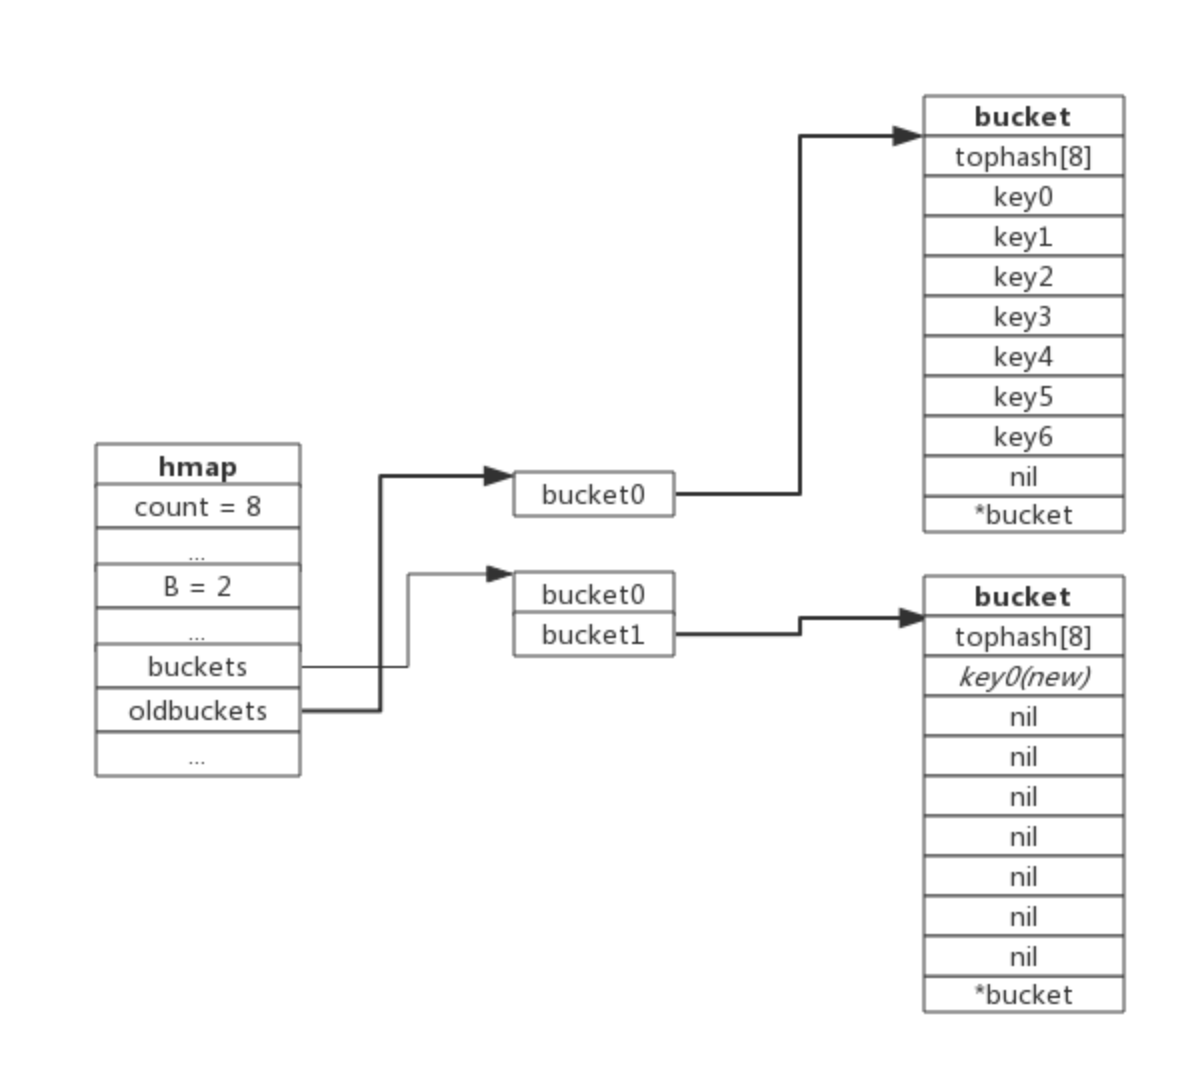 hmap
count = 8
...
B = 2
...
buckets
oldbuckets
...
bucket0
bucket0
bucket1
bucket
tophash[8]
key0
key1
key2
key3
key4
key5
key6
nil
*bucket
bucket
tophash[8]
key0(new)
nil
nil
nil
nil
nil
nil
nil
*bucket